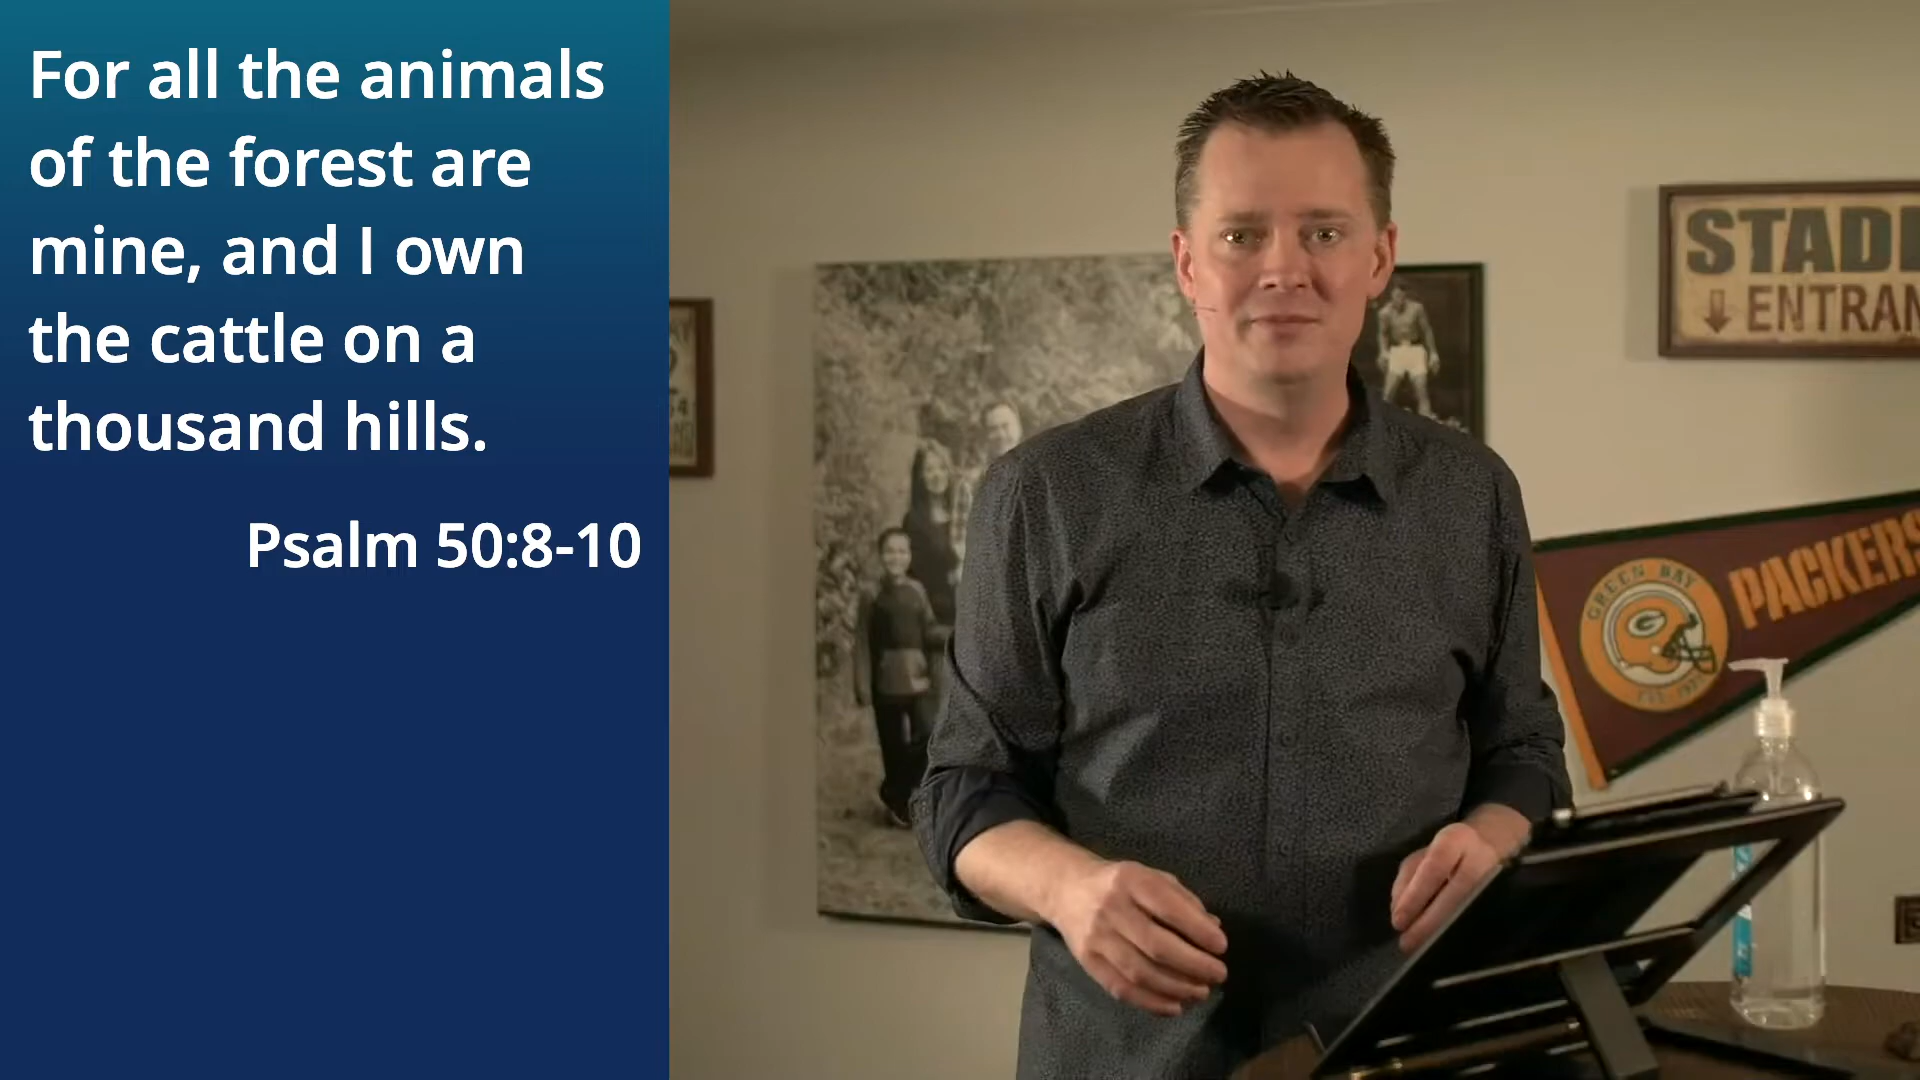 For all the animals
of the forest are
mine, and I own
the cattle on a
thousand hills.
Psalm 50:8-10
STADI
ENTRAN
GREEN BAY
PACKERS
G